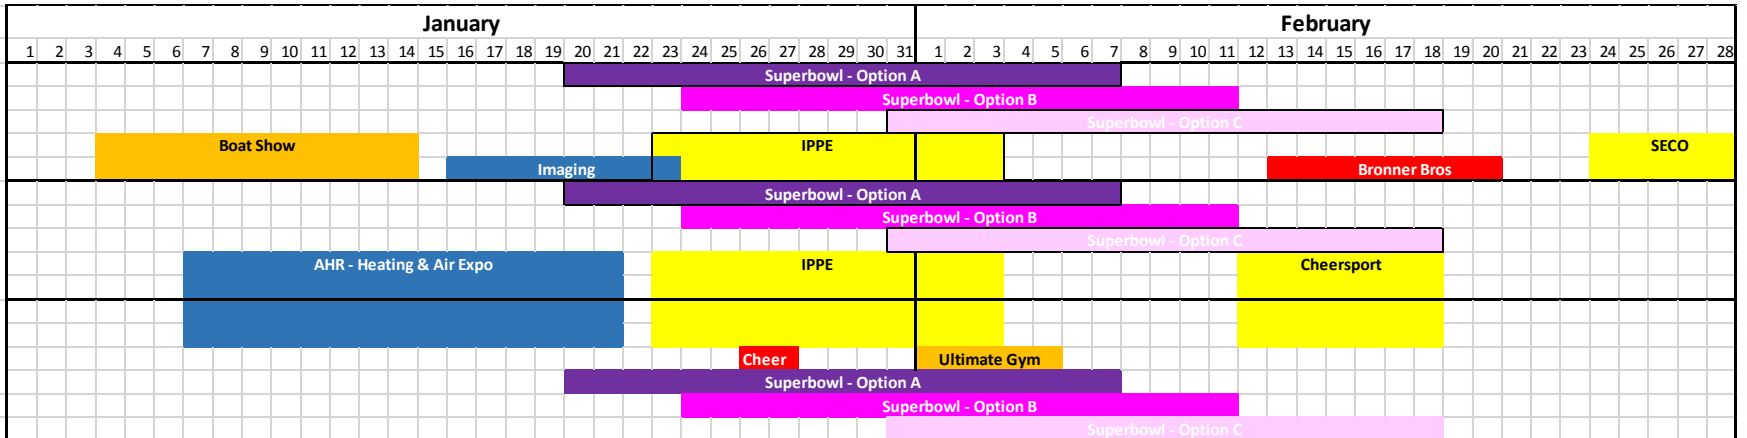 January February
1 2 3 4 5 6 7 8 9 10 11 12 13 14 15 16 17 18 19 20 21 22 23 24 25 26 27 28 29 30 31 1 2 3 4 5 6 7 8 9 10 11 12 13 14 15 16 17 18 19 20 21 22 23 24 25 26 27 28
Superbowl - Option A
Superbowl - Option B
Superbowl - Option C
Boat Show IPPE SECO
Imaging Bronner Bros
Superbowl - Option A
Superbowl - Option B
Superbowl - Option C
AHR - Heating & Air Expo IPPE Cheersport
Cheer Ultimate Gym
Superbowl - Option A
Superbowl - Option B
Superbowl - Option C